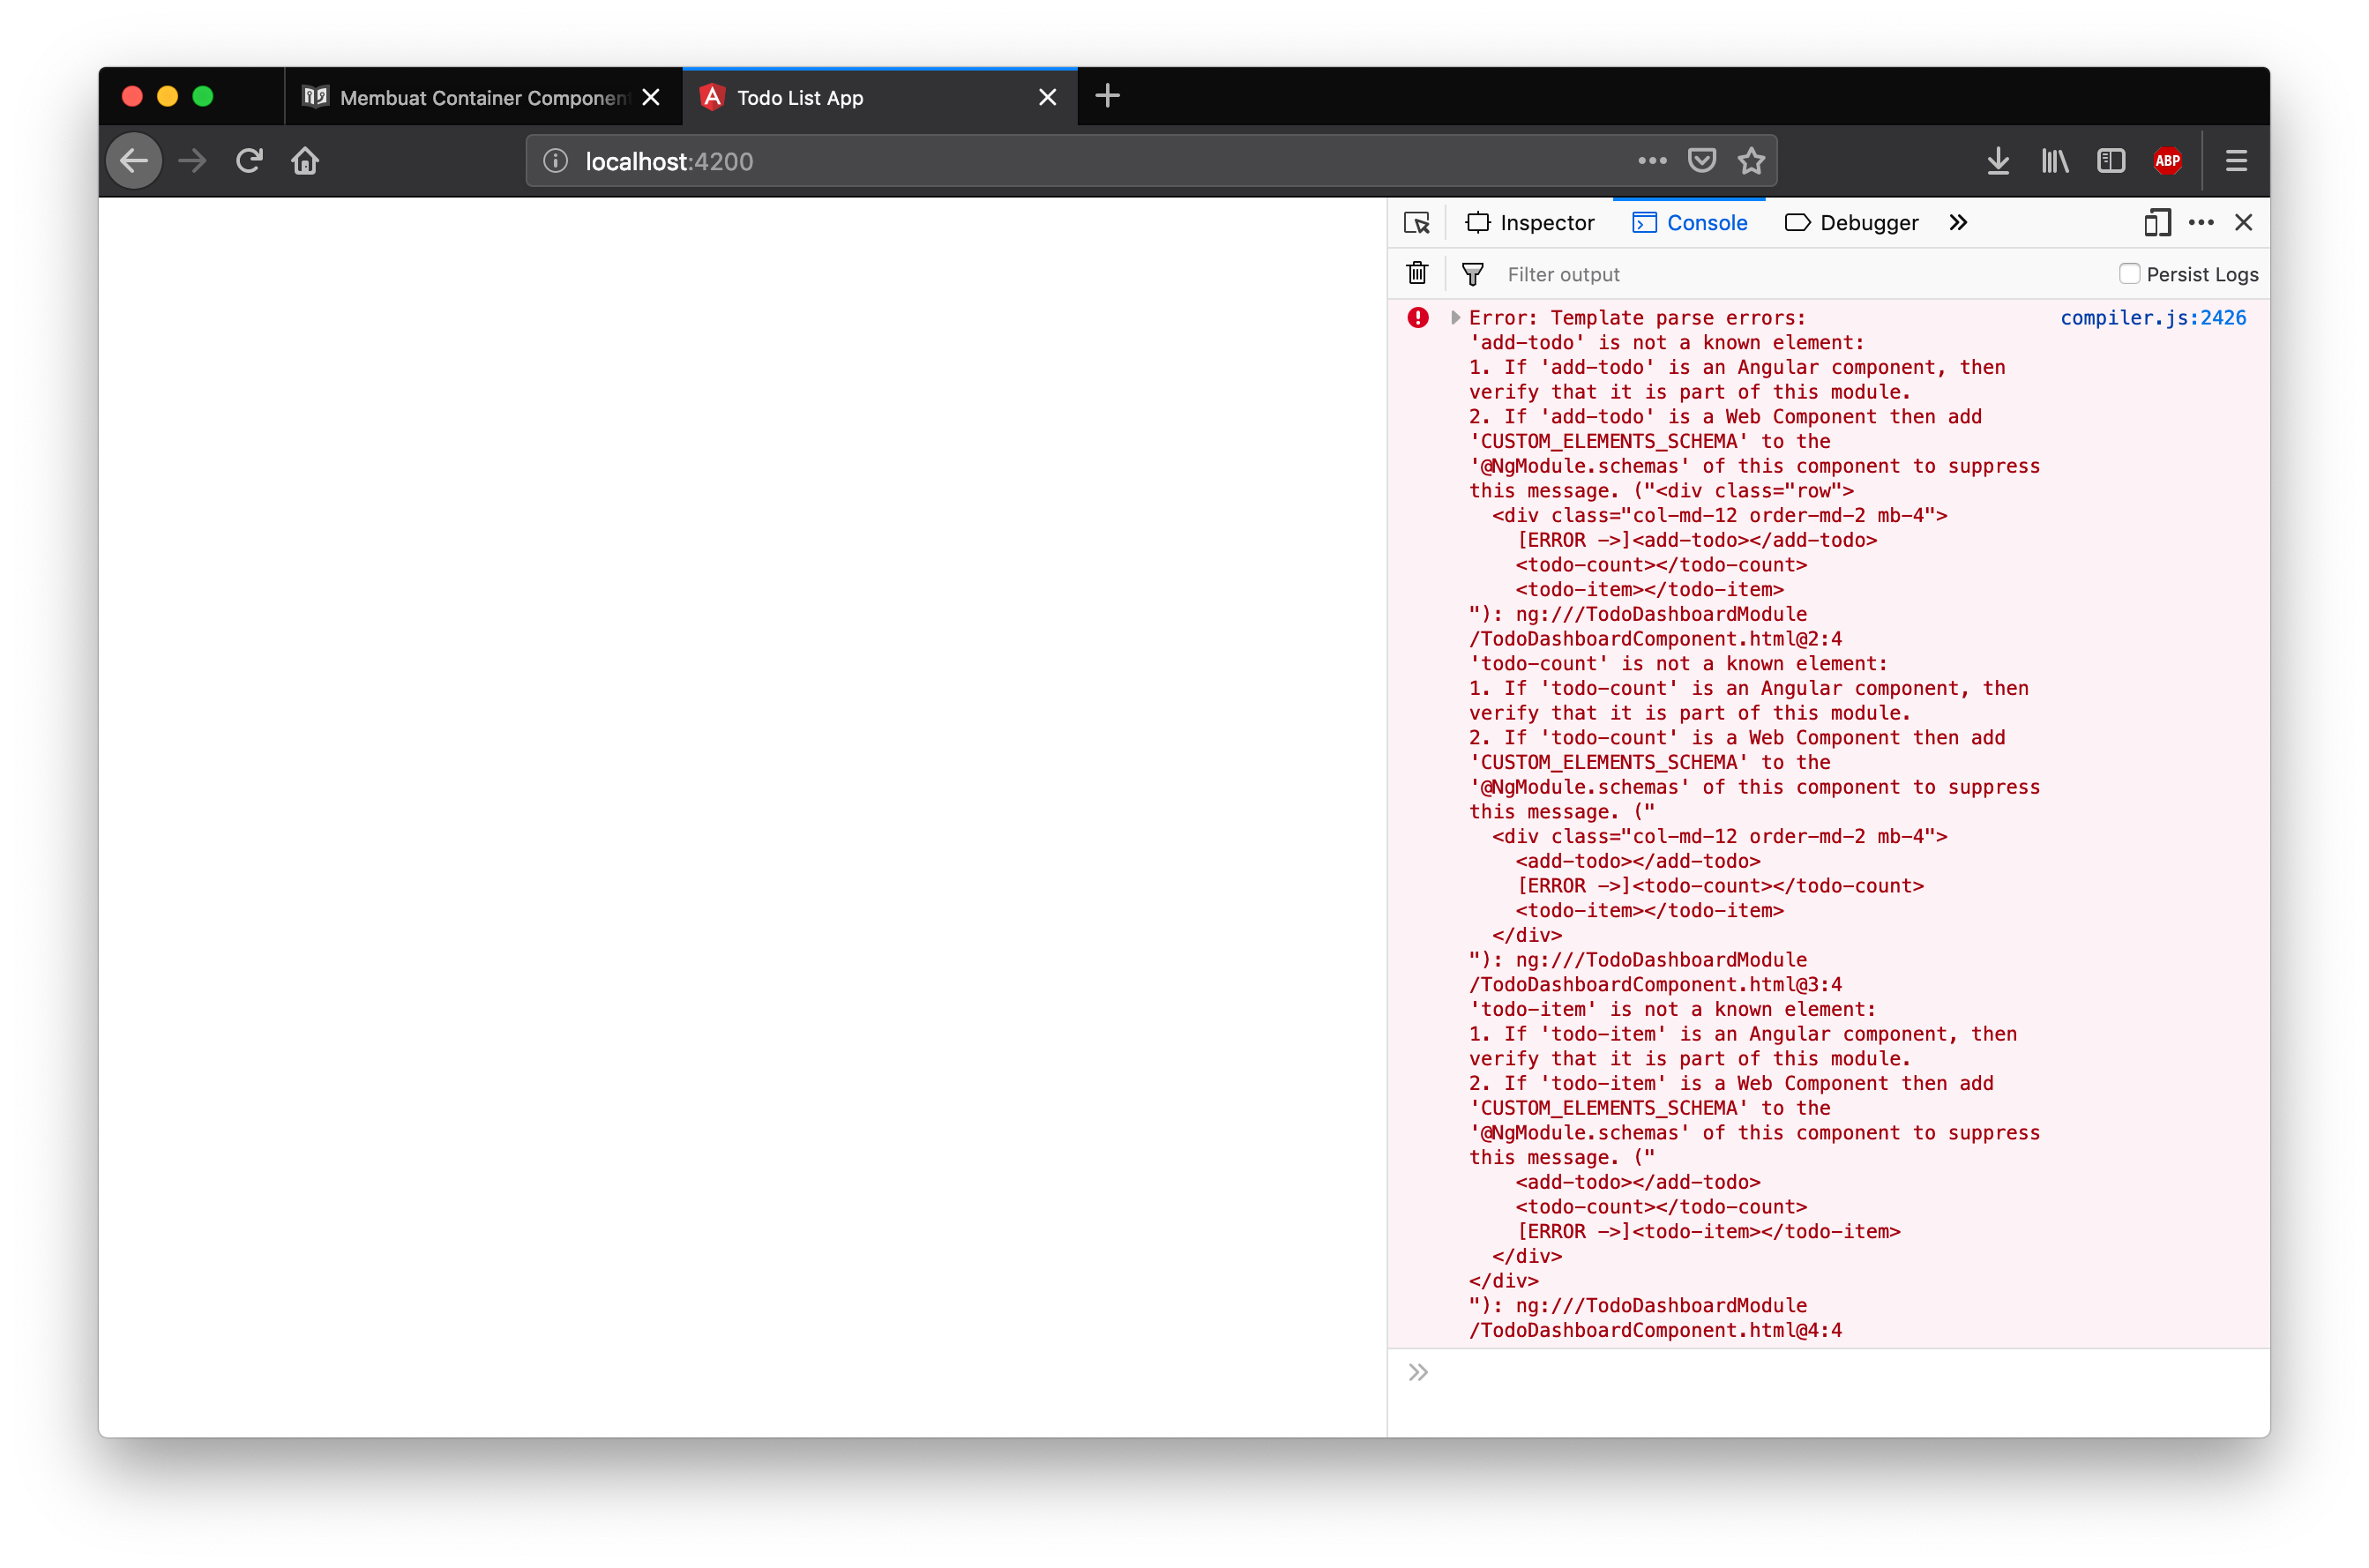 Membuat Container Componen
Todo List App
localhost:4200
ABP
Inspector
Console
Debugger
Filter output
Persist Logs
Error: Template parse errors:
compiler.js:2426
'add-todo' is not a known element:
1. If 'add-todo' is an Angular component, then
verify that it is part of this module.
2. If 'add-todo' is a Web Component then add
'CUSTOM_ELEMENTS_SCHEMA' to the
'@NgModule.schemas' of this component to suppress
this message. ("<div class="row">
  <div class="col-md-12 order-md-2 mb-4">
    [ERROR ->]<add-todo></add-todo>
    <todo-count></todo-count>
    <todo-item></todo-item>
"): ng:///TodoDashboardModule
/TodoDashboardComponent.html@2:4
'todo-count' is not a known element:
1. If 'todo-count' is an Angular component, then
verify that it is part of this module.
2. If 'todo-count' is a Web Component then add
'CUSTOM_ELEMENTS_SCHEMA' to the
'@NgModule.schemas' of this component to suppress
this message. ("
  <div class="col-md-12 order-md-2 mb-4">
    <add-todo></add-todo>
    [ERROR ->]<todo-count></todo-count>
    <todo-item></todo-item>
  </div>
"): ng:///TodoDashboardModule
/TodoDashboardComponent.html@3:4
'todo-item' is not a known element:
1. If 'todo-item' is an Angular component, then
verify that it is part of this module.
2. If 'todo-item' is a Web Component then add
'CUSTOM_ELEMENTS_SCHEMA' to the
'@NgModule.schemas' of this component to suppress
this message. ("
    <add-todo></add-todo>
    <todo-count></todo-count>
    [ERROR ->]<todo-item></todo-item>
  </div>
</div>
"): ng:///TodoDashboardModule
/TodoDashboardComponent.html@4:4